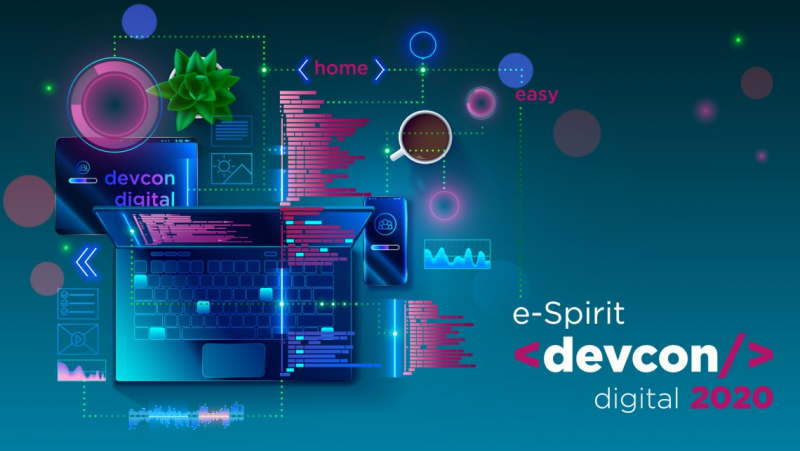 < home >
easy
devcon
digital
e-Spirit
<devcon/>
digital 2020